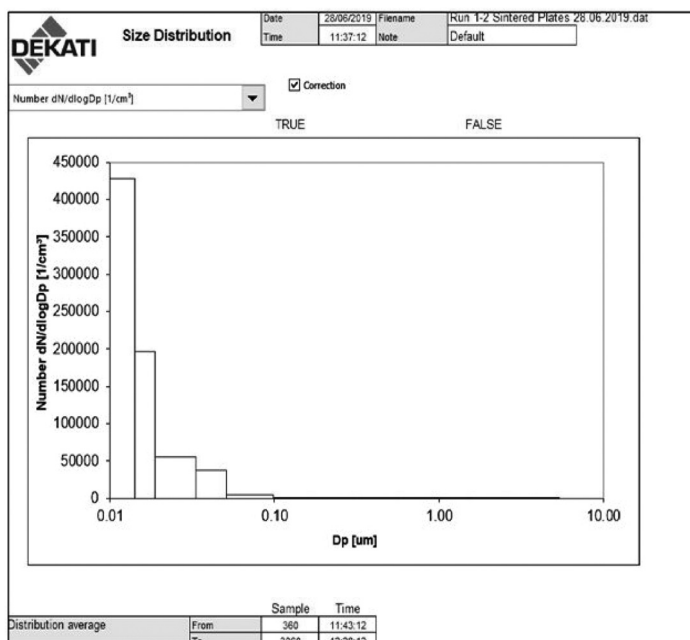 DEKATI
Size Distribution
Date 28/06/2019 Filename Run 1-2 Sintered Plates 28.06.2019.dat
Time 11:37:12 Note Default
Number dN/dlogDp [1/cm³]
Correction
TRUE FALSE
Number dN/dlogDp [1/cm³]
450000
400000
350000
300000
250000
200000
150000
100000
50000
0
0.01 0.10 1.00 10.00
Dp [um]
Sample Time
Distribution average From 360 11:43:12